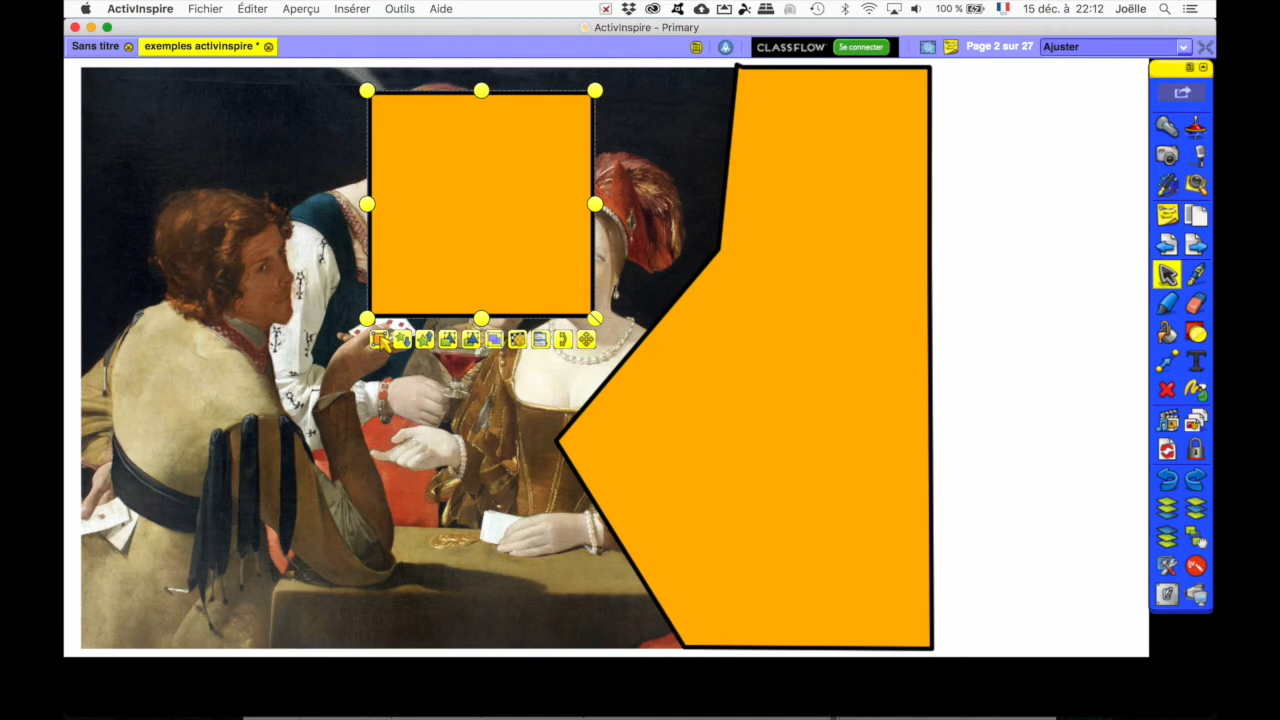 ActivInspire Fichier Éditer Aperçu Insérer Outils Aide 100 % 15 déc. à 22:12 Joëlle
ActivInspire - Primary
Sans titre exemples activinspire * CLASSFLOW Se connecter Page 2 sur 27 Ajuster